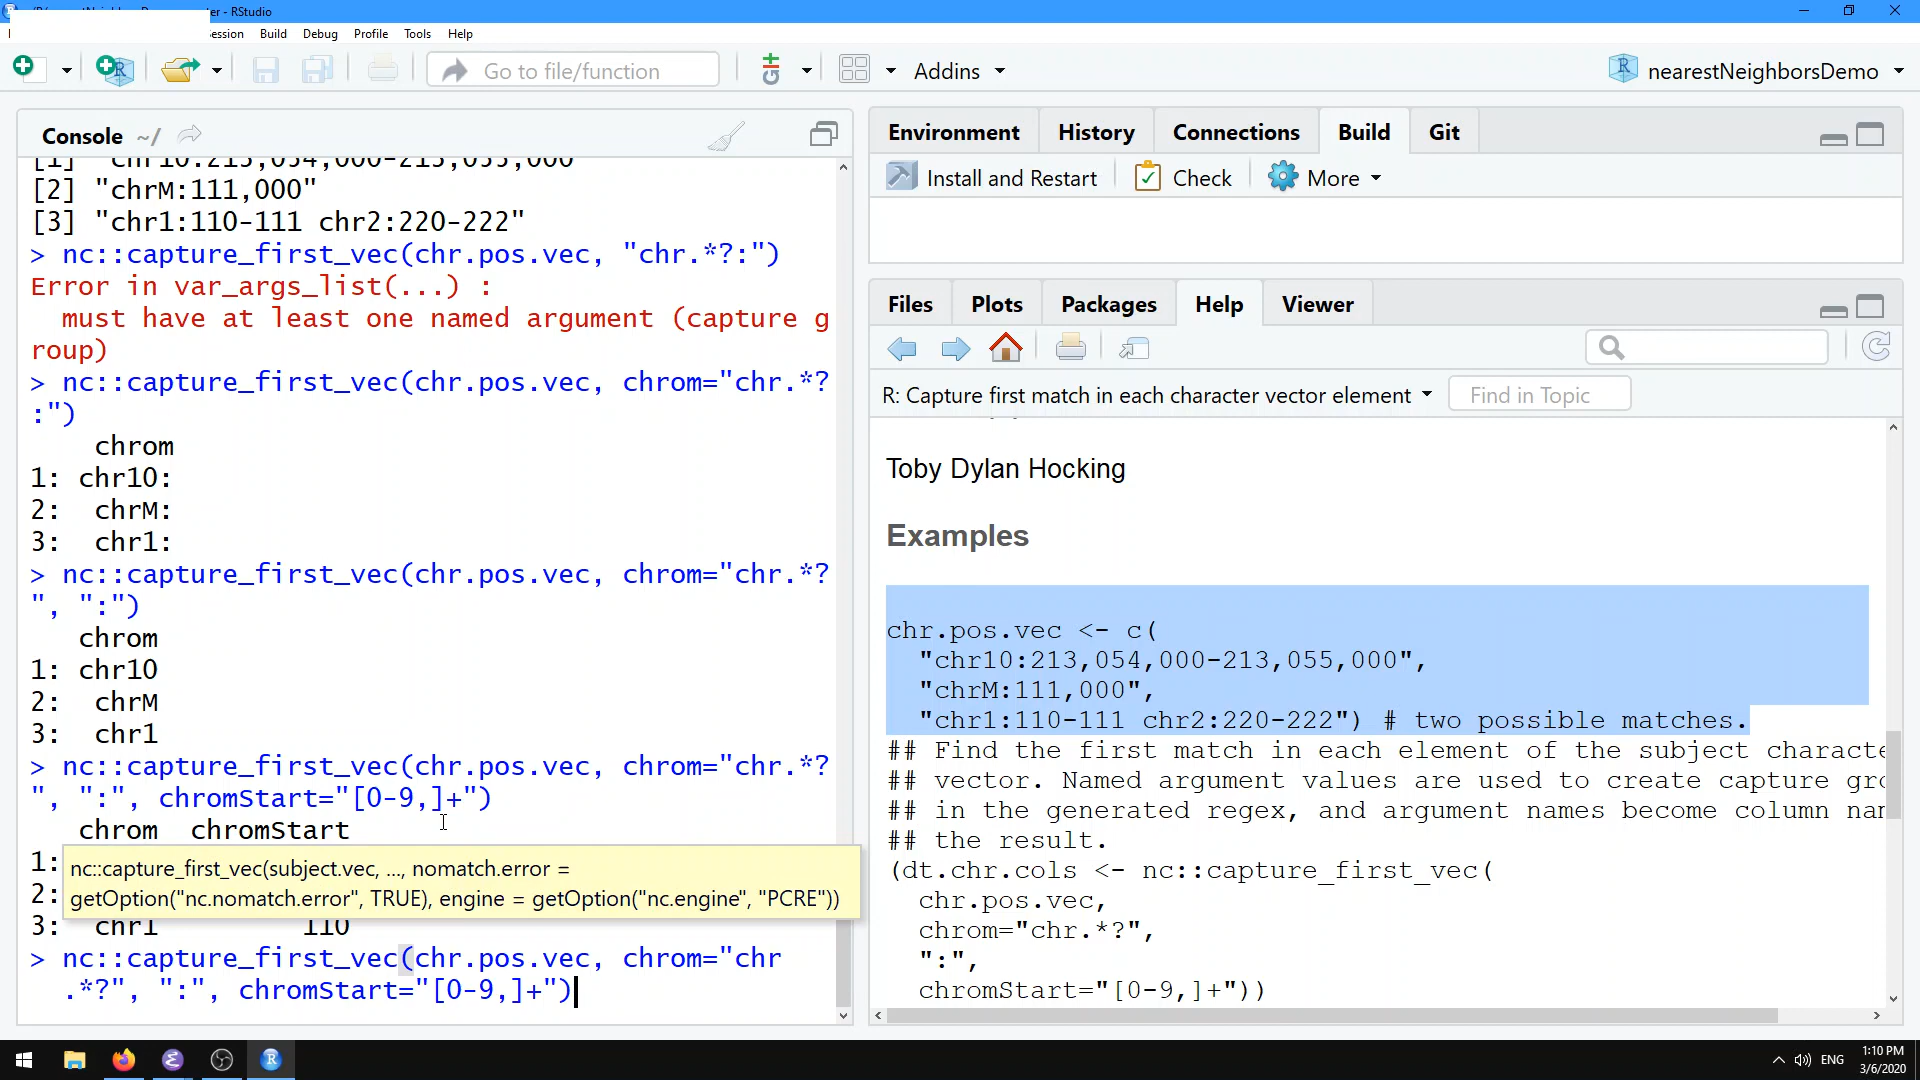 - RStudio
Build Debug Profile Tools Help
Go to file/function
Addins
nearestNeighborsDemo
Console ~/
[2] "chrM:111,000"
[3] "chr1:110-111 chr2:220-222"
> nc::capture_first_vec(chr.pos.vec, "chr.*?:")
Error in var_args_list(...) :
must have at least one named argument (capture g
roup)
> nc::capture_first_vec(chr.pos.vec, chrom="chr.*?
:")
chrom
1: chr10:
2: chrM:
3: chr1:
> nc::capture_first_vec(chr.pos.vec, chrom="chr.*?
", ":")
chrom
1: chr10
2: chrM
3: chr1
> nc::capture_first_vec(chr.pos.vec, chrom="chr.*?
", ":", chromStart="[0-9,]+")
chrom chromStart
1:
nc::capture_first_vec(subject.vec, ..., nomatch.error =
2:
getOption("nc.nomatch.error", TRUE), engine = getOption("nc.engine", "PCRE"))
3: chr1 110
> nc::capture_first_vec(chr.pos.vec, chrom="chr
.*?", ":", chromStart="[0-9,]+")
Environment History Connections Build Git
Install and Restart Check More
Files Plots Packages Help Viewer
R: Capture first match in each character vector element
Find in Topic
Toby Dylan Hocking
Examples
chr.pos.vec <- c(
"chr10:213,054,000-213,055,000",
"chrM:111,000",
"chr1:110-111 chr2:220-222") # two possible matches.
## Find the first match in each element of the subject
## vector. Named argument values are used to create capture
## in the generated regex, and argument names become column
## the result.
(dt.chr.cols <- nc::capture_first_vec(
chr.pos.vec,
chrom="chr.*?",
":",
chromStart="[0-9,]+"))
ENG
1:10 PM
3/6/2020